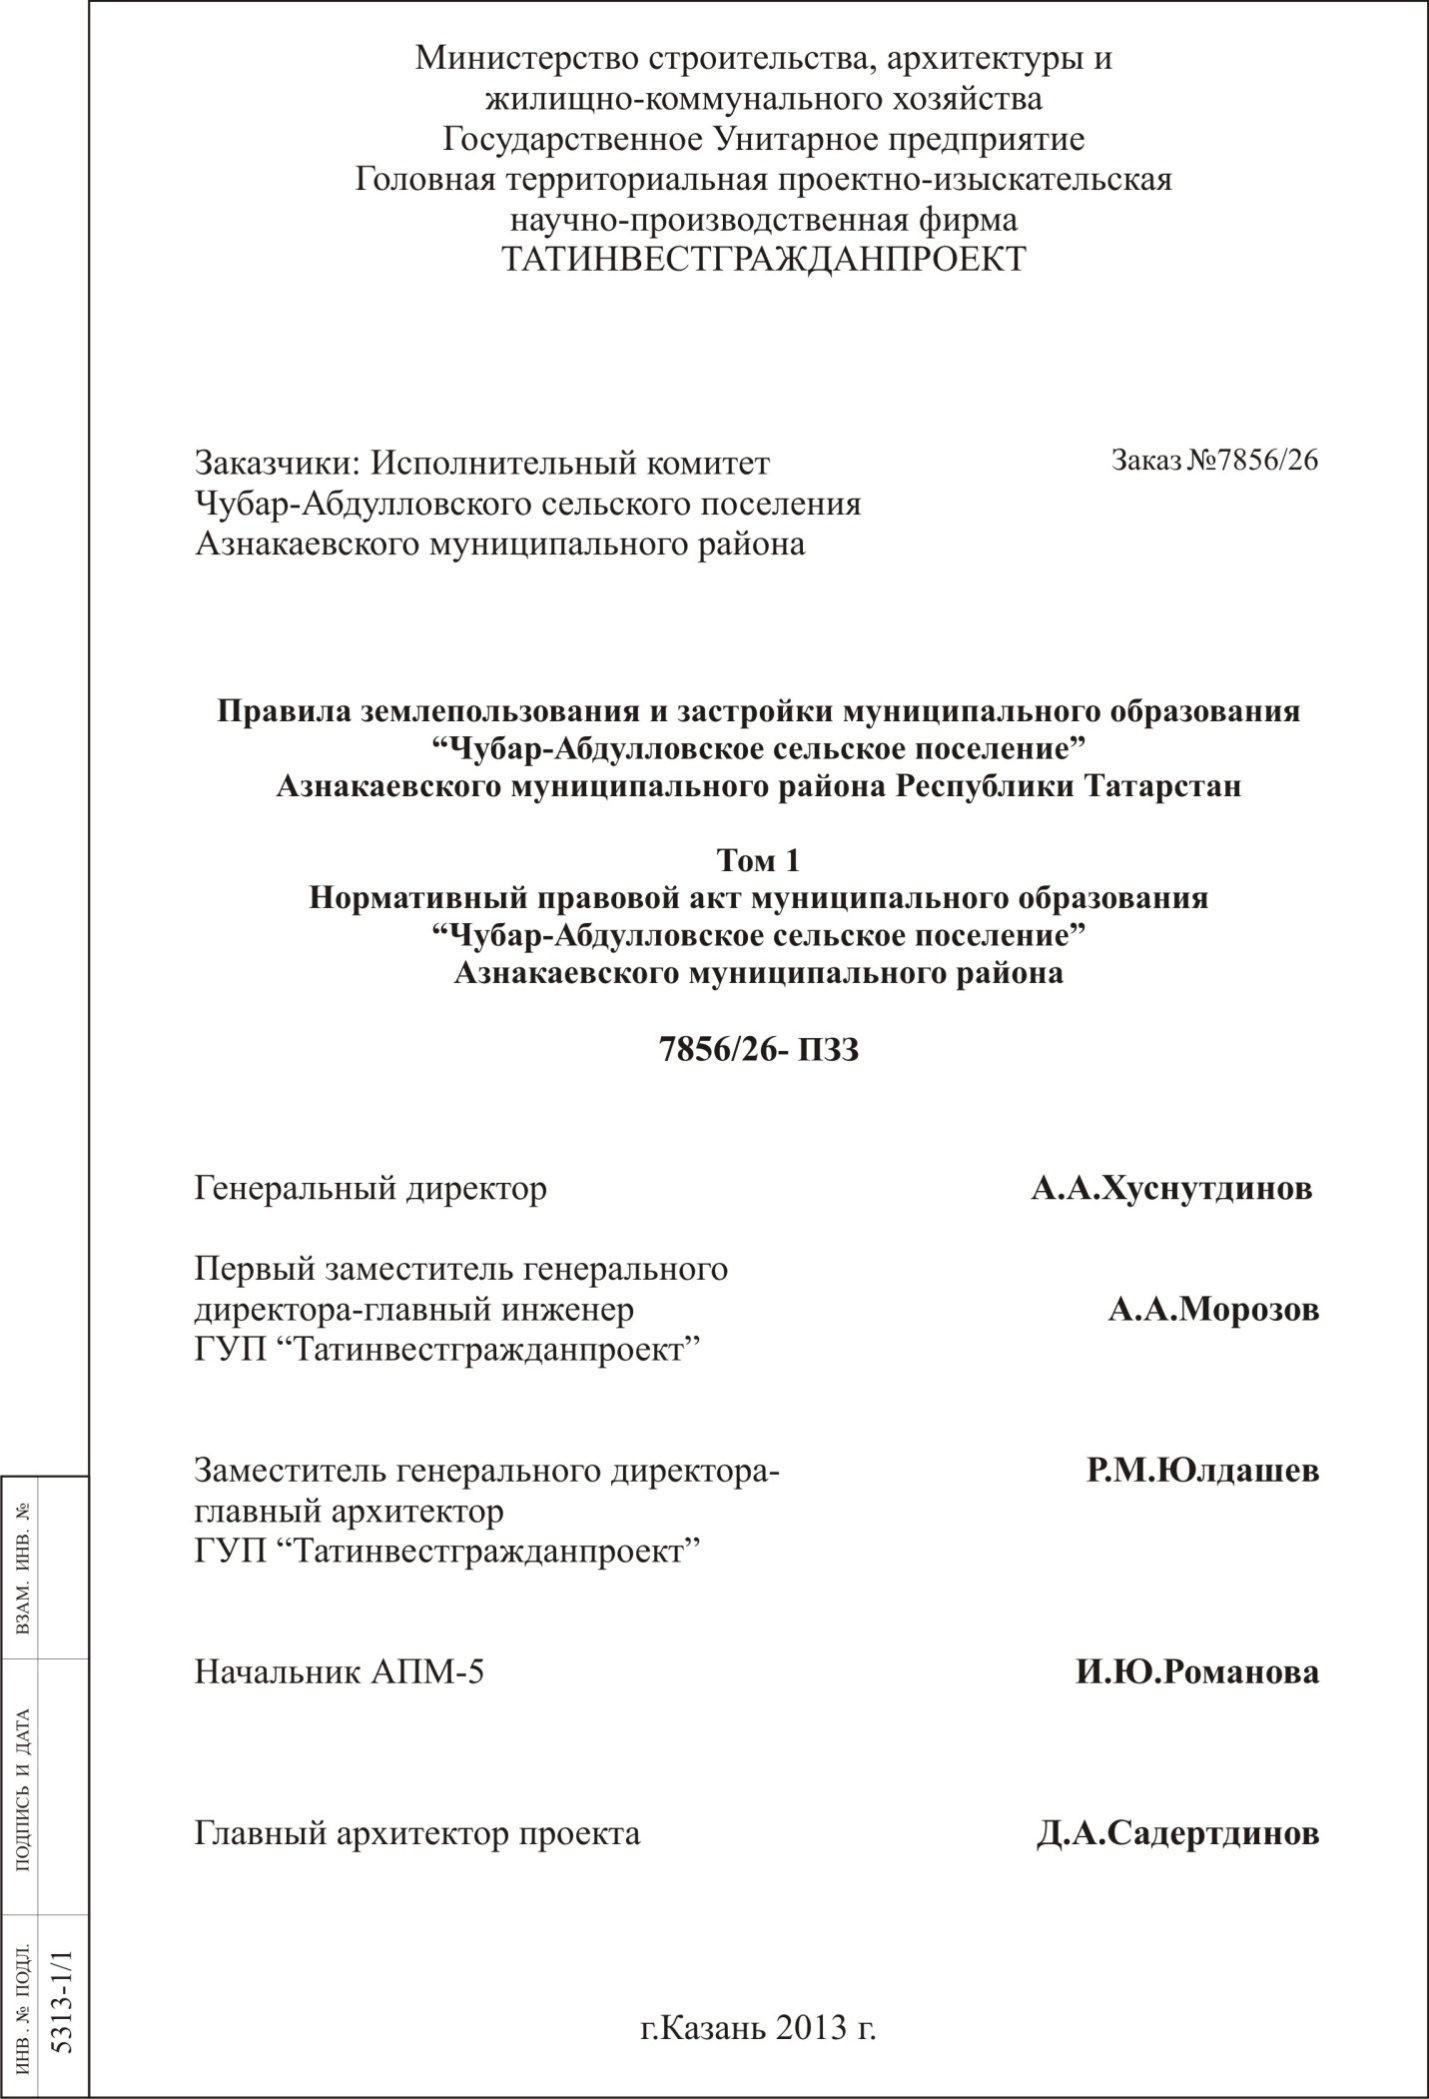 Министерство строительства, архитектуры и
жилищно-коммунального хозяйства
Государственное Унитарное предприятие
Головная территориальная проектно-изыскательская
научно-производственная фирма
ТАТИНВЕСТГРАЖДАНПРОЕКТ
Заказчики: Исполнительный комитет
Заказ №7856/26
Чубар-Абдулловского сельского поселения
Азнакаевского муниципального района
Правила землепользования и застройки муниципального образования
“Чубар-Абдулловское сельское поселение”
Азнакаевского муниципального района Республики Татарстан
Том 1
Нормативный правовой акт муниципального образования
“Чубар-Абдулловское сельское поселение”
Азнакаевского муниципального района
7856/26- ПЗЗ
Генеральный директор А.А.Хуснутдинов
Первый заместитель генерального
директора-главный инженер А.А.Морозов
ГУП “Татинвестгражданпроект”
Заместитель генерального директора- Р.М.Юлдашев
главный архитектор
ГУП “Татинвестгражданпроект”
Начальник АПМ-5 И.Ю.Романова
Главный архитектор проекта Д.А.Садертдинов
г.Казань 2013 г.
ВЗАМ. ИНВ. №
ПОДПИСЬ И ДАТА
ИНВ. № ПОДЛ.
5313-1/1